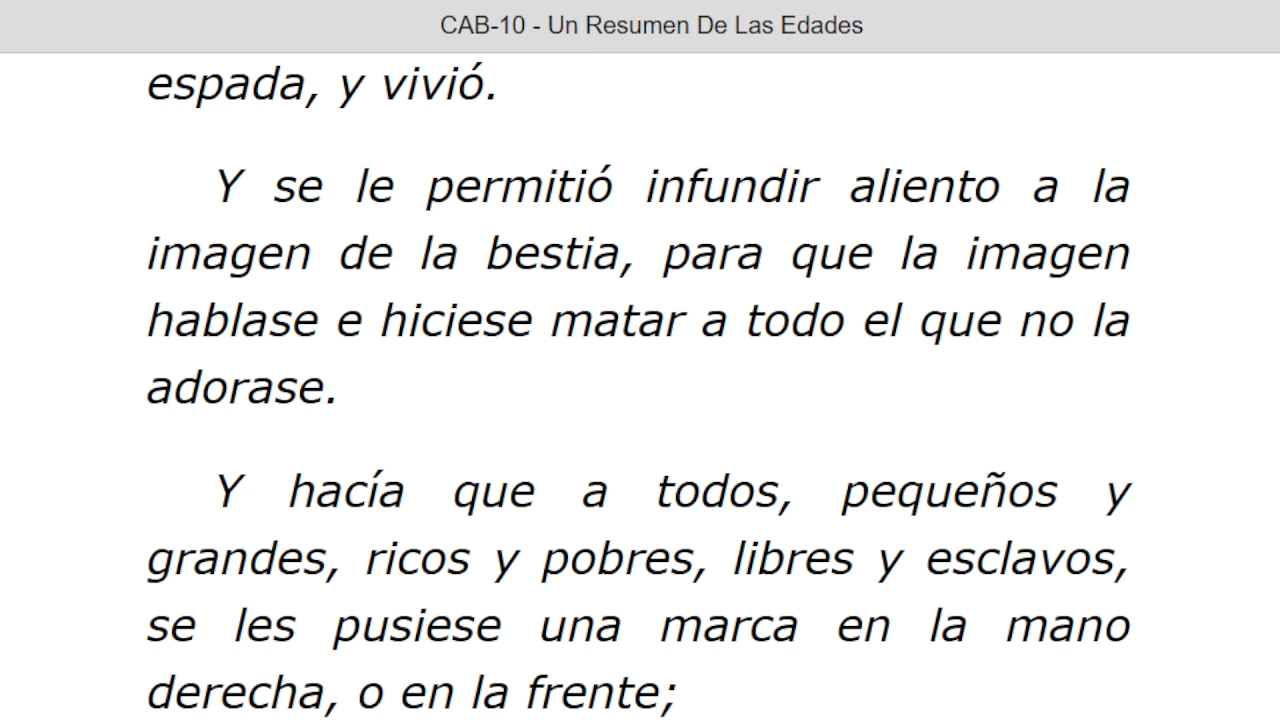 CAB-10 - Un Resumen De Las Edades
espada, y vivió.
Y se le permitió infundir aliento a la
imagen de la bestia, para que la imagen
hablase e hiciese matar a todo el que no la
adorase.
Y hacía que a todos, pequeños y
grandes, ricos y pobres, libres y esclavos,
se les pusiese una marca en la mano
derecha, o en la frente;